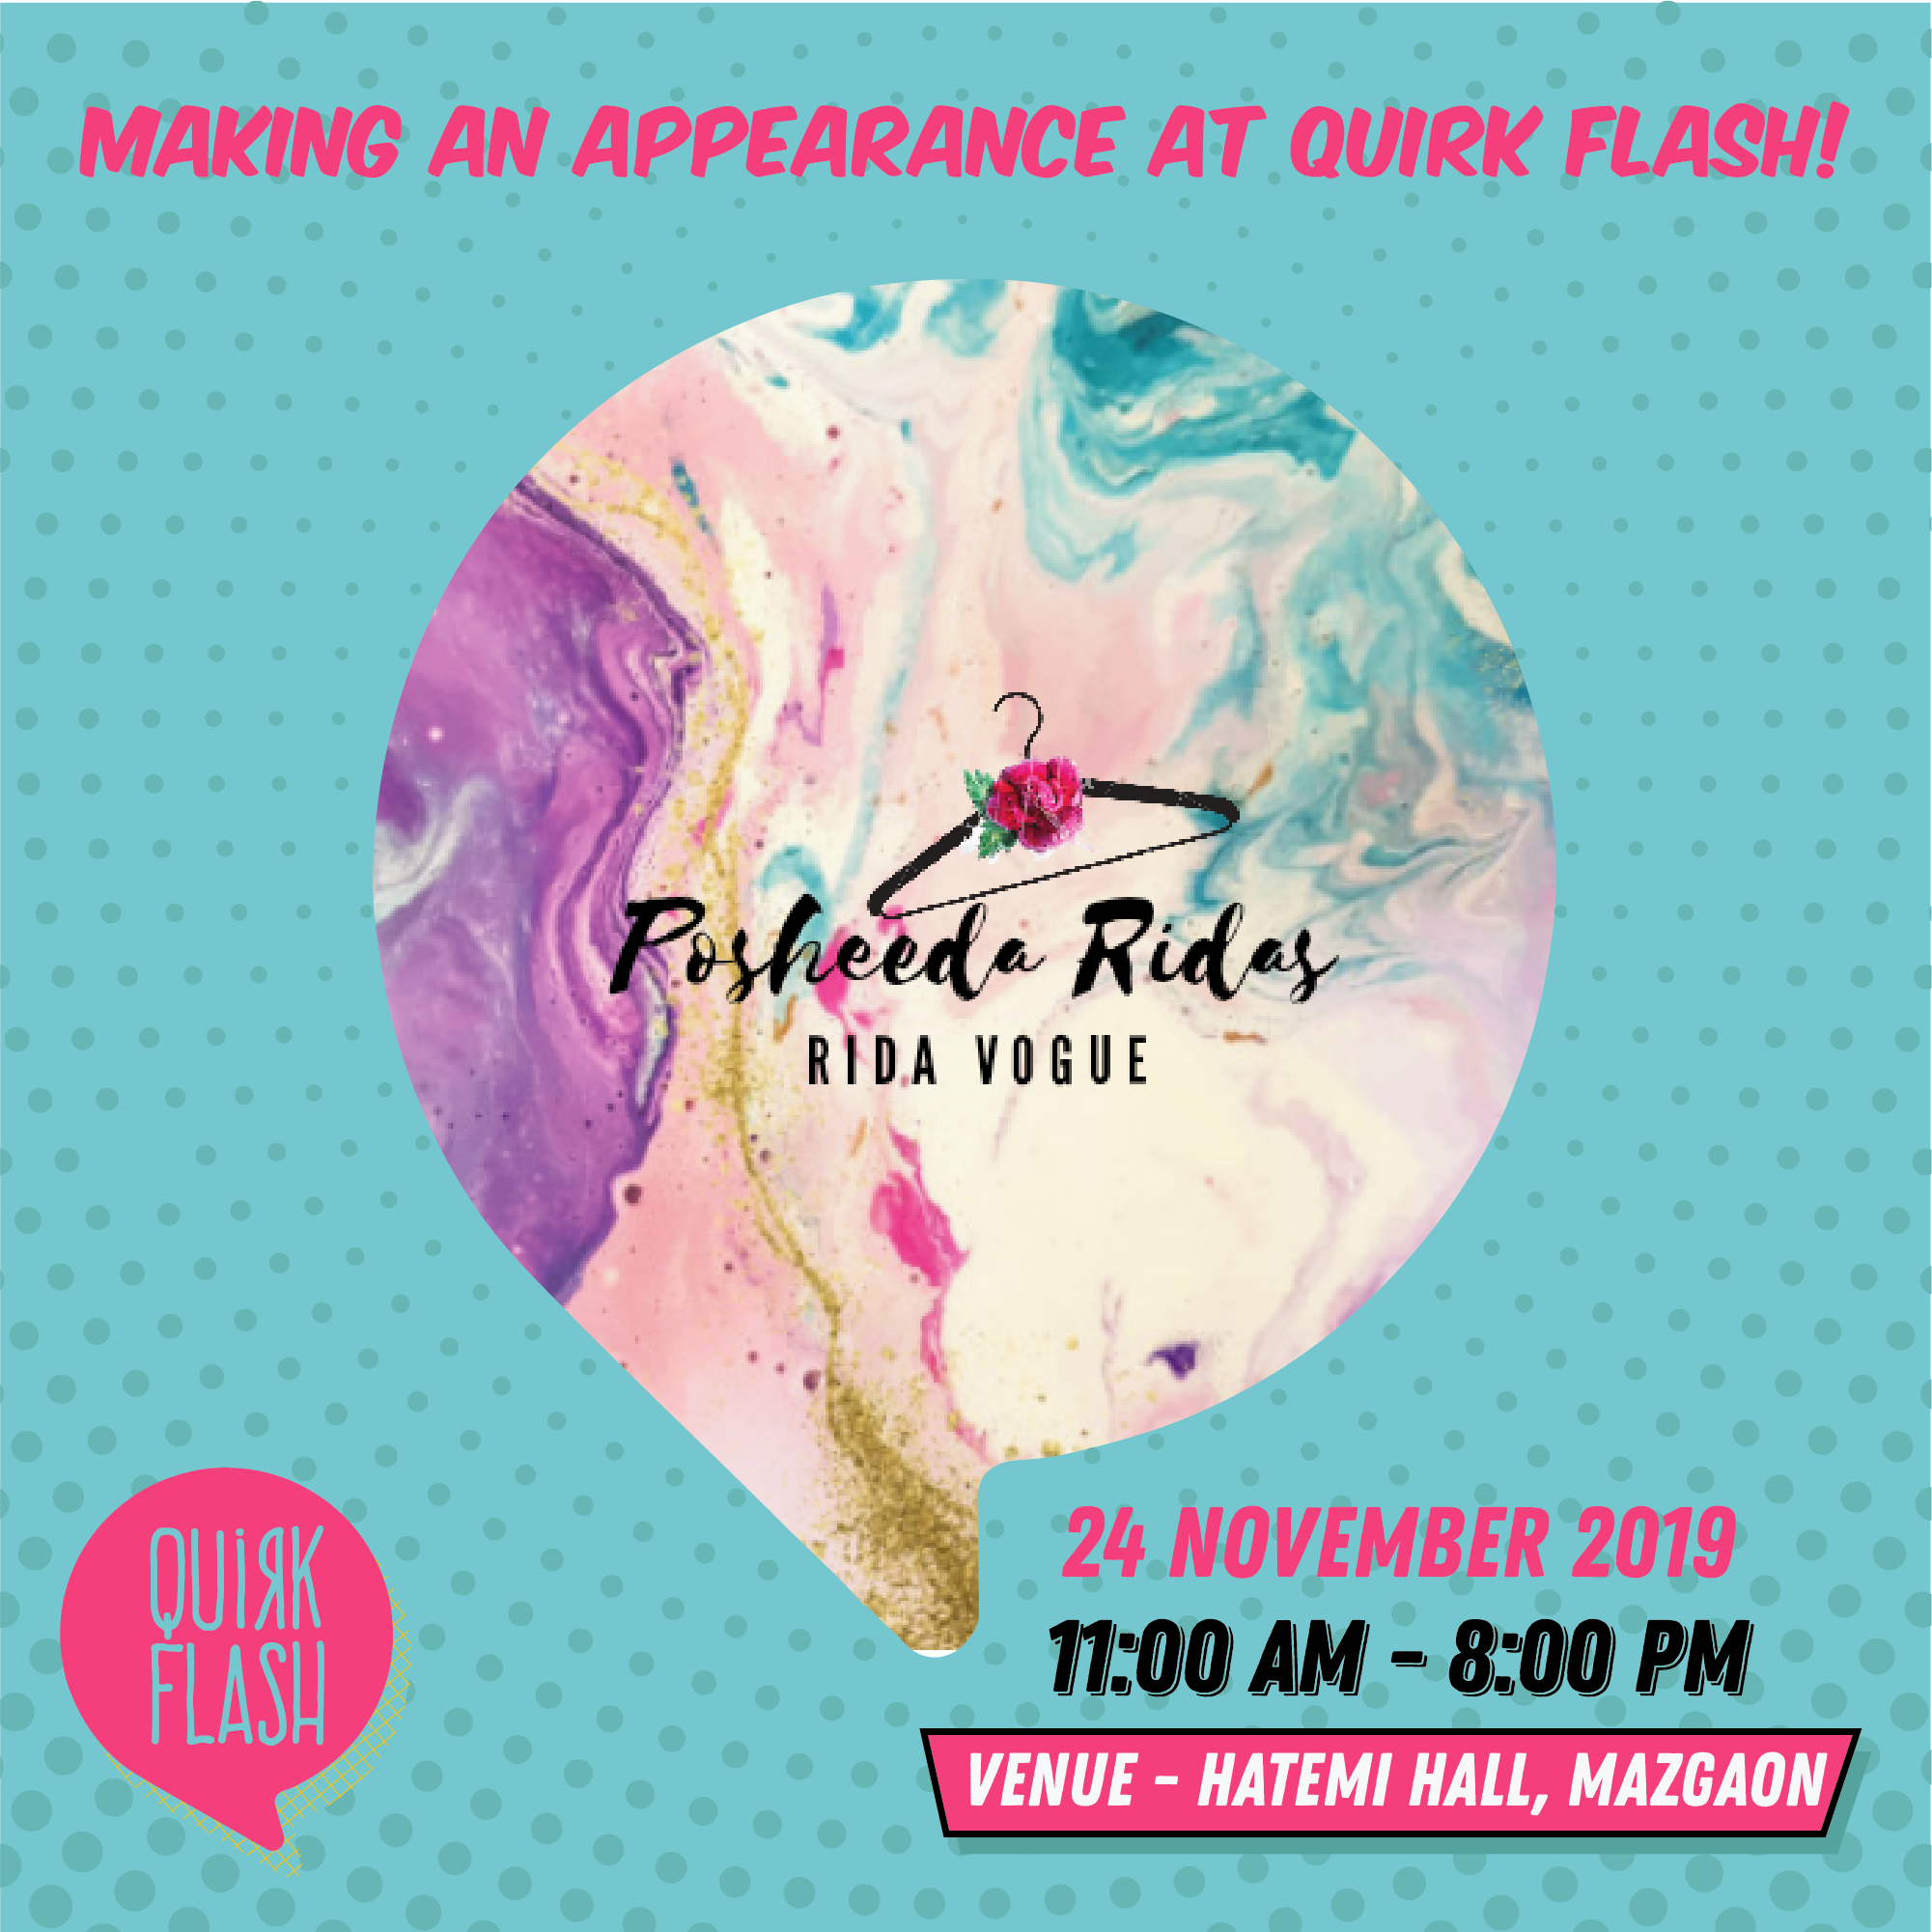 MAKING AN APPEARANCE AT QUIRK FLASH!
Posheeda Ridas
RIDA VOGUE
24 NOVEMBER 2019
11:00 AM - 8:00 PM
VENUE - HATEMI HALL, MAZGAON
QUiRK
FLASH